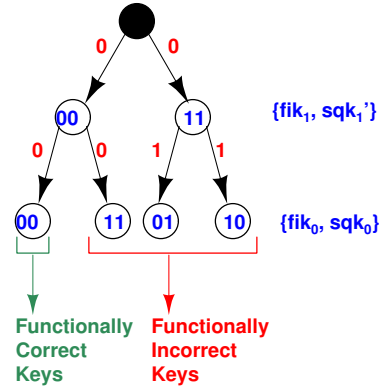 0 0
00 11 {fik1, sqk1'}
0 0 1 1
00 11 01 10 {fik0, sqk0}
Functionally Functionally
Correct Incorrect
Keys Keys